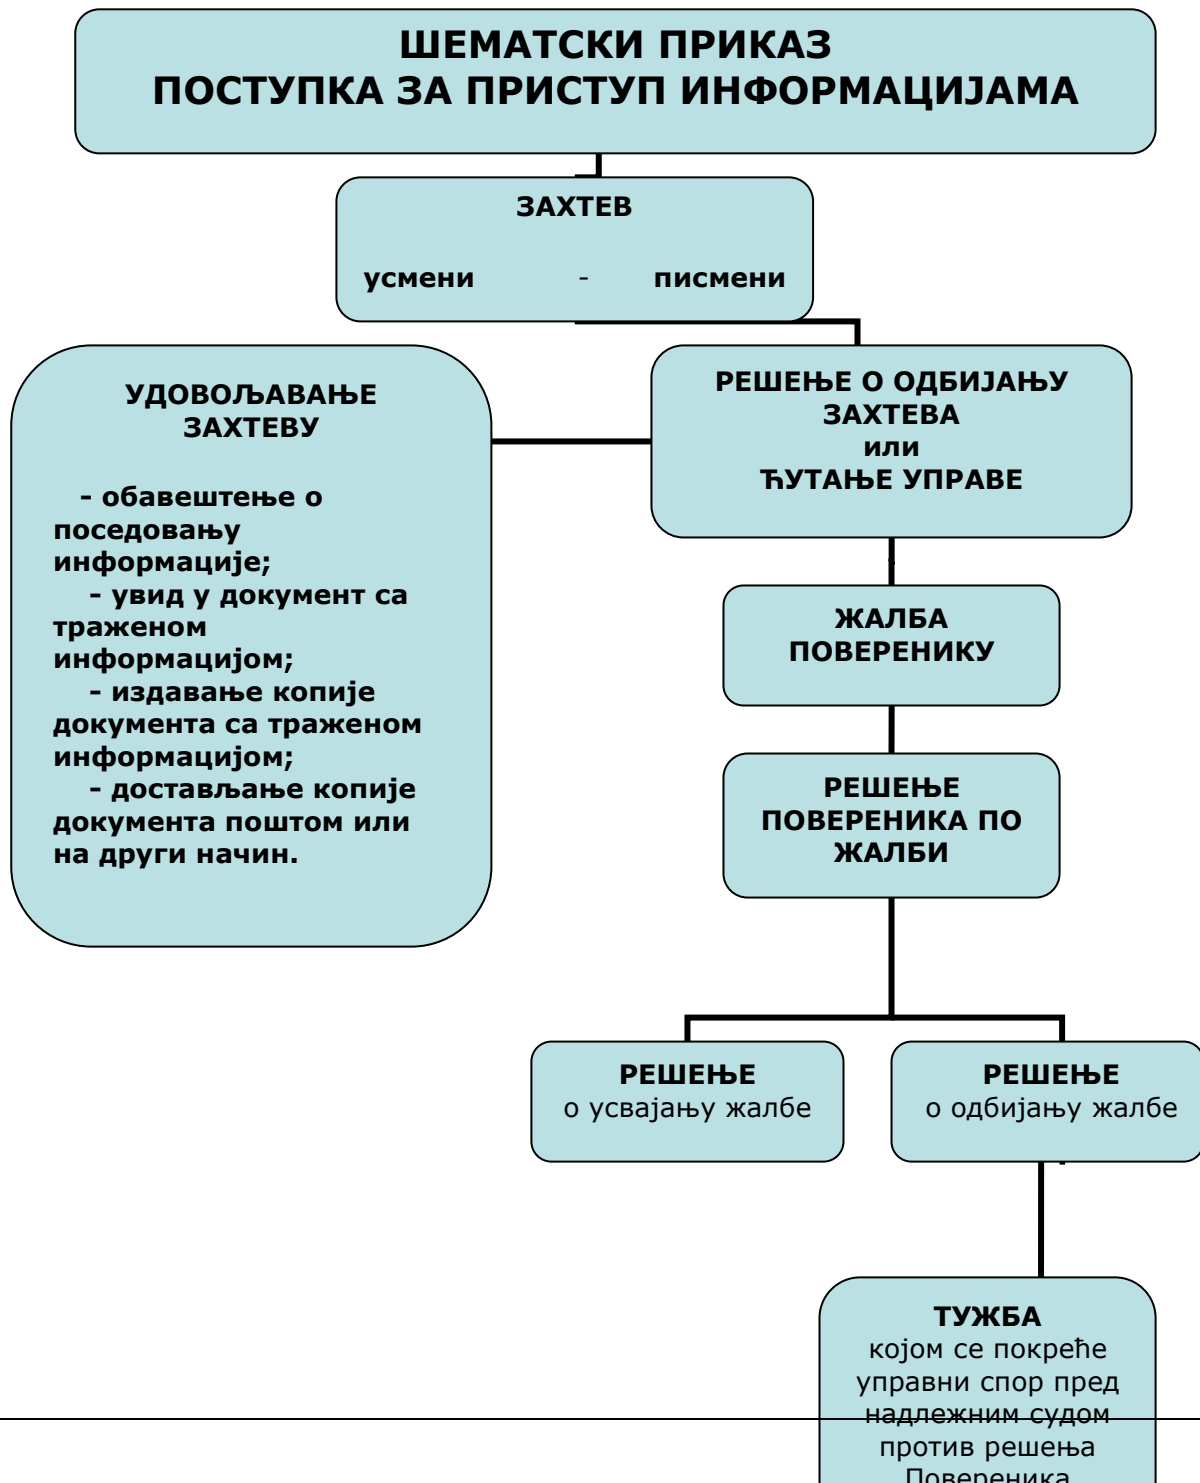 ШЕМАТСКИ ПРИКАЗ
ПОСТУПКА ЗА ПРИСТУП ИНФОРМАЦИЈАМА
ЗАХТЕВ
усмени - писмени
УДОВОЉАВАЊЕ
ЗАХТЕВУ
- обавештење о
поседовању
информације;
- увид у документ са
траженом
информацијом;
- издавање копије
документа са траженом
информацијом;
- достављање копије
документа поштом или
на други начин.
РЕШЕЊЕ О ОДБИЈАЊУ
ЗАХТЕВА
или
ЋУТАЊЕ УПРАВЕ
ЖАЛБА
ПОВЕРЕНИКУ
РЕШЕЊЕ
ПОВЕРЕНИКА ПО
ЖАЛБИ
РЕШЕЊЕ
о усвајању жалбе
РЕШЕЊЕ
о одбијању жалбе
ТУЖБА
којом се покреће
управни спор пред
надлежним судом
против решења
Повереника